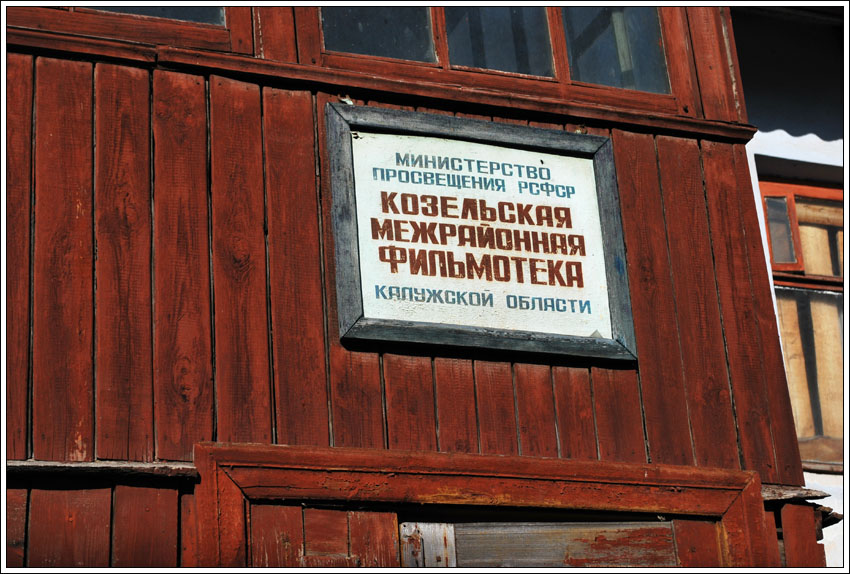 МИНИСТЕРСТВО
ПРОСВЕЩЕНИЯ РСФСР
КОЗЕЛЬСКАЯ
МЕЖРАЙОННАЯ
ФИЛЬМОТЕКА
КАЛУЖСКОЙ ОБЛАСТИ